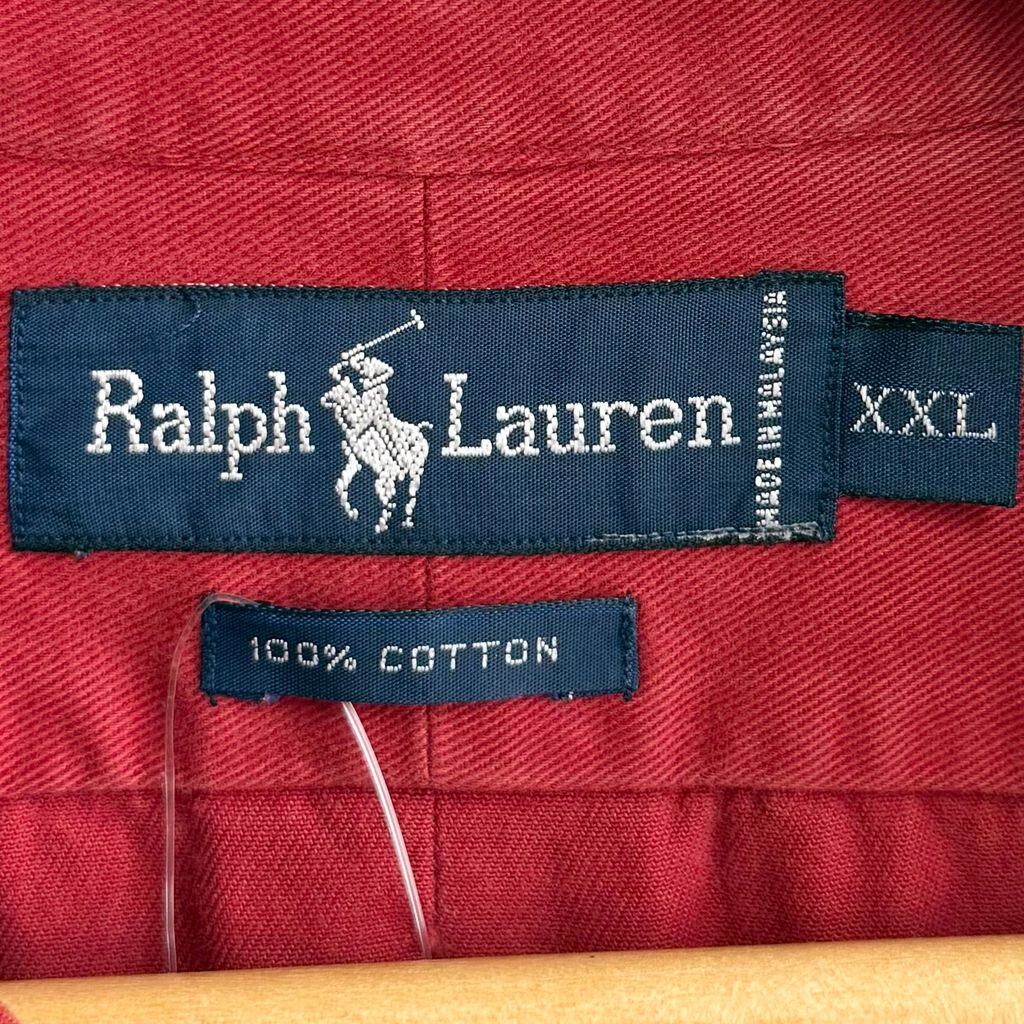 Ralph Lauren
MADE IN MALAYSIA
XXL
100% COTTON